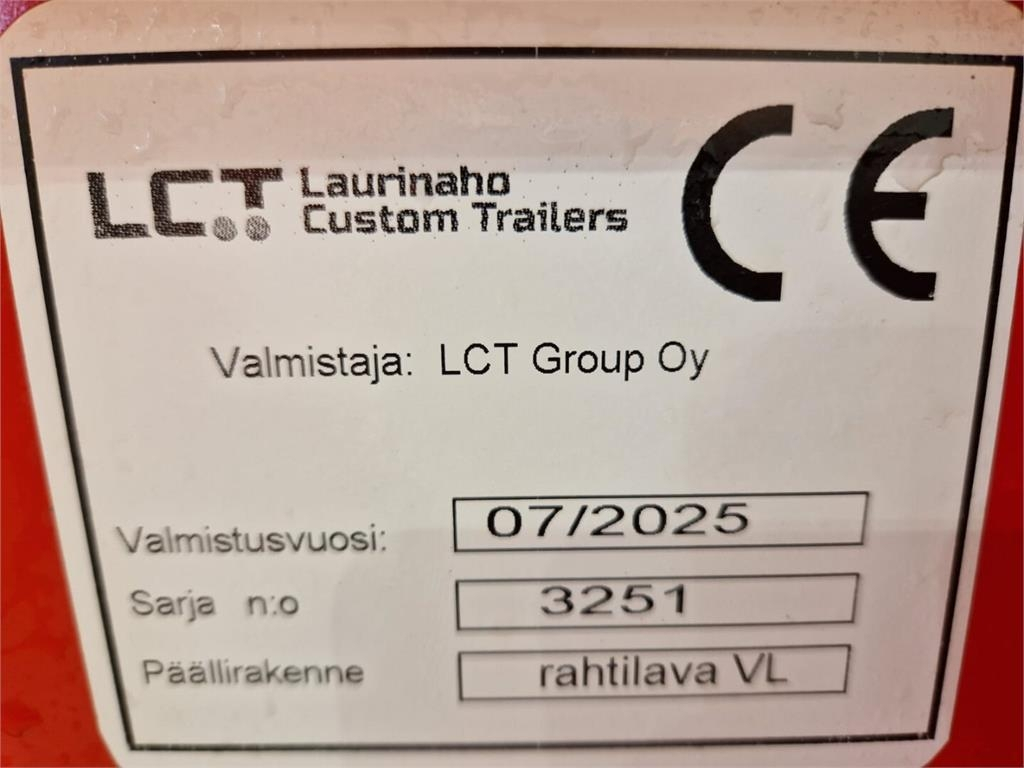 LCT Laurinaho
Custom Trailers
CE
Valmistaja: LCT Group Oy
Valmistusvuosi: 07/2025
Sarja n:o 3251
Päällirakenne rahtilava VL